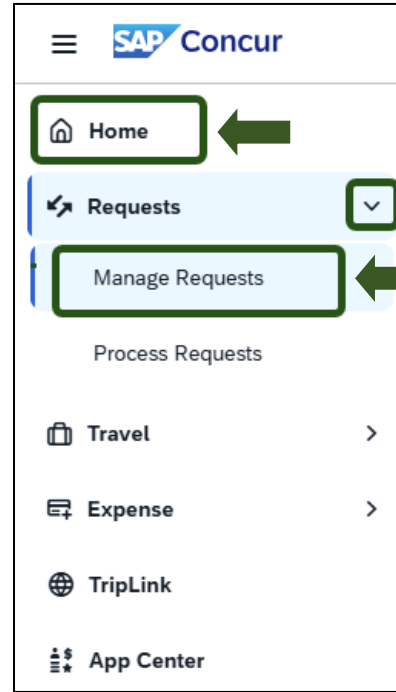 SAP Concur
Home
Requests
Manage Requests
Process Requests
Travel
Expense
TripLink
App Center